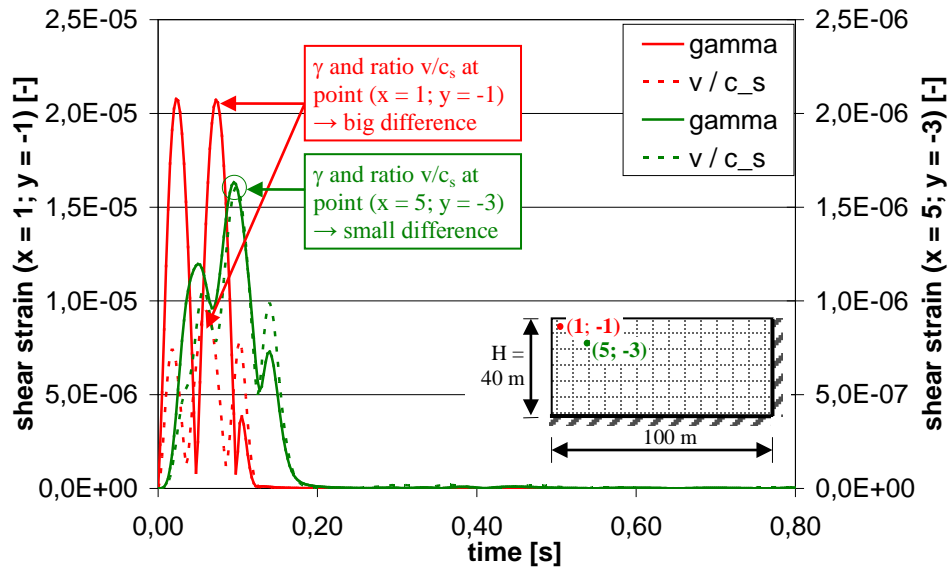 2,5E-05
2,0E-05
1,5E-05
1,0E-05
5,0E-06
0,0E+00
shear strain (x = 1; y = -1) [-]
2,5E-06
2,0E-06
1,5E-06
1,0E-06
5,0E-07
0,0E+00
shear strain (x = 5; y = -3) [-]
gamma
v / c_s
gamma
v / c_s
γ and ratio v/cs at
point (x = 1; y = -1)
→ big difference
γ and ratio v/cs at
point (x = 5; y = -3)
→ small difference
(1; -1)
(5; -3)
H =
40 m
100 m
0,00
0,20
0,40
0,60
0,80
time [s]